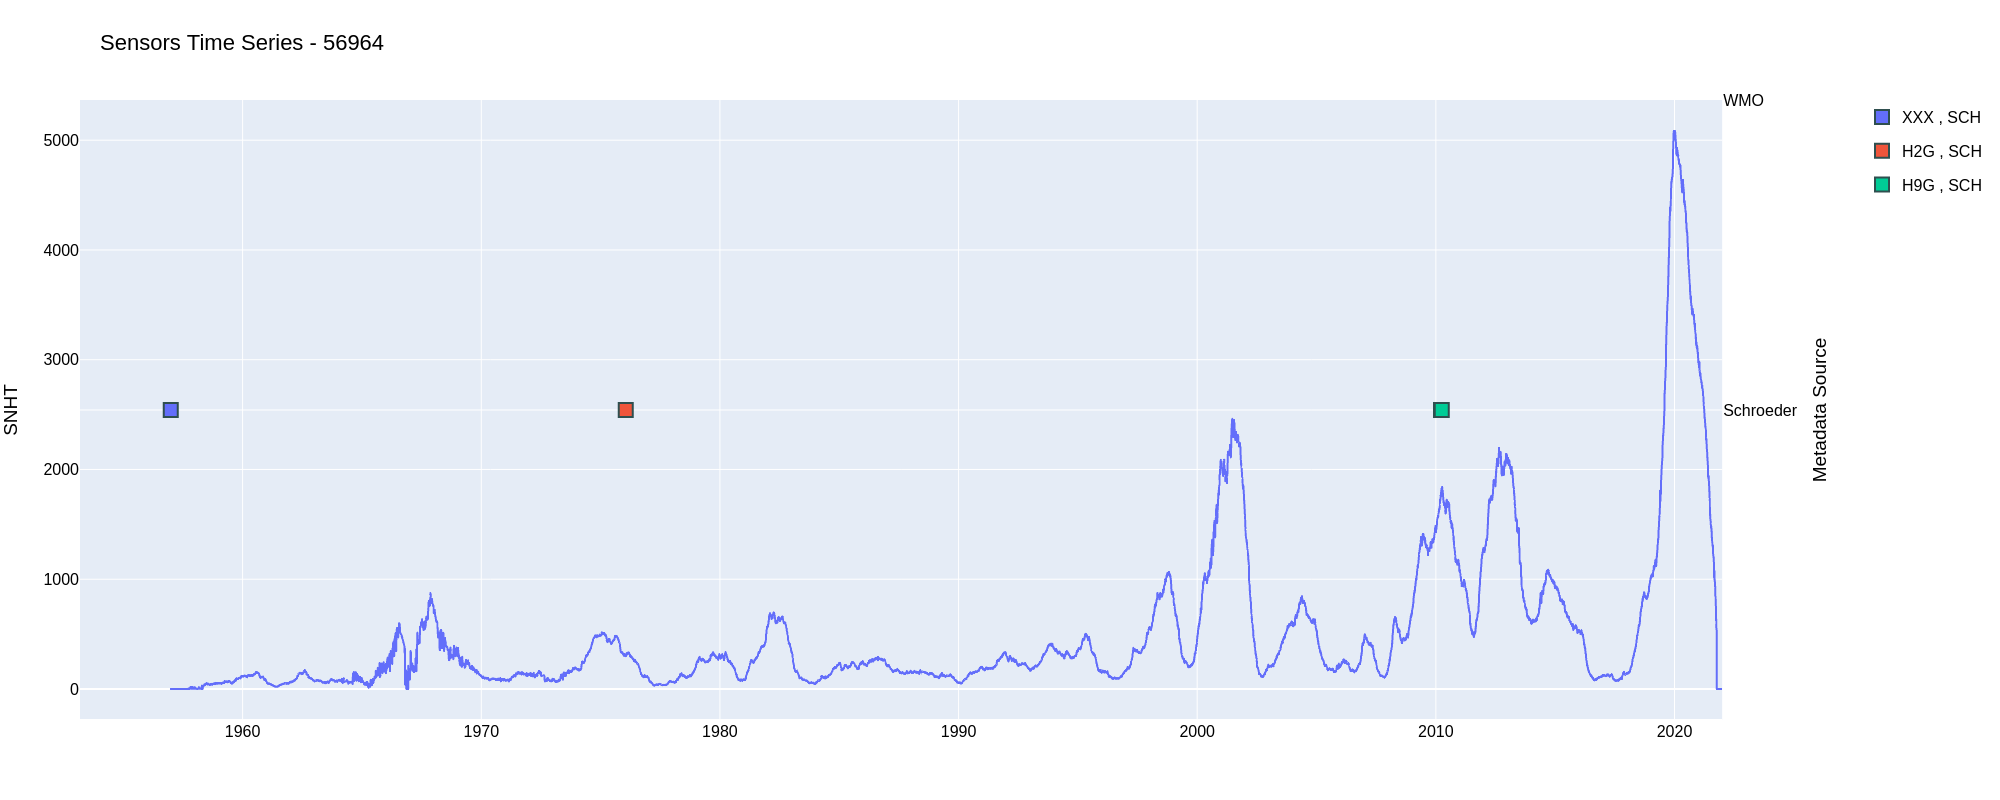 Sensors Time Series - 56964
WMO
XXX , SCH
H2G , SCH
H9G , SCH
5000
4000
3000
2000
1000
0
SNHT
Schroeder
Metadata Source
1960
1970
1980
1990
2000
2010
2020